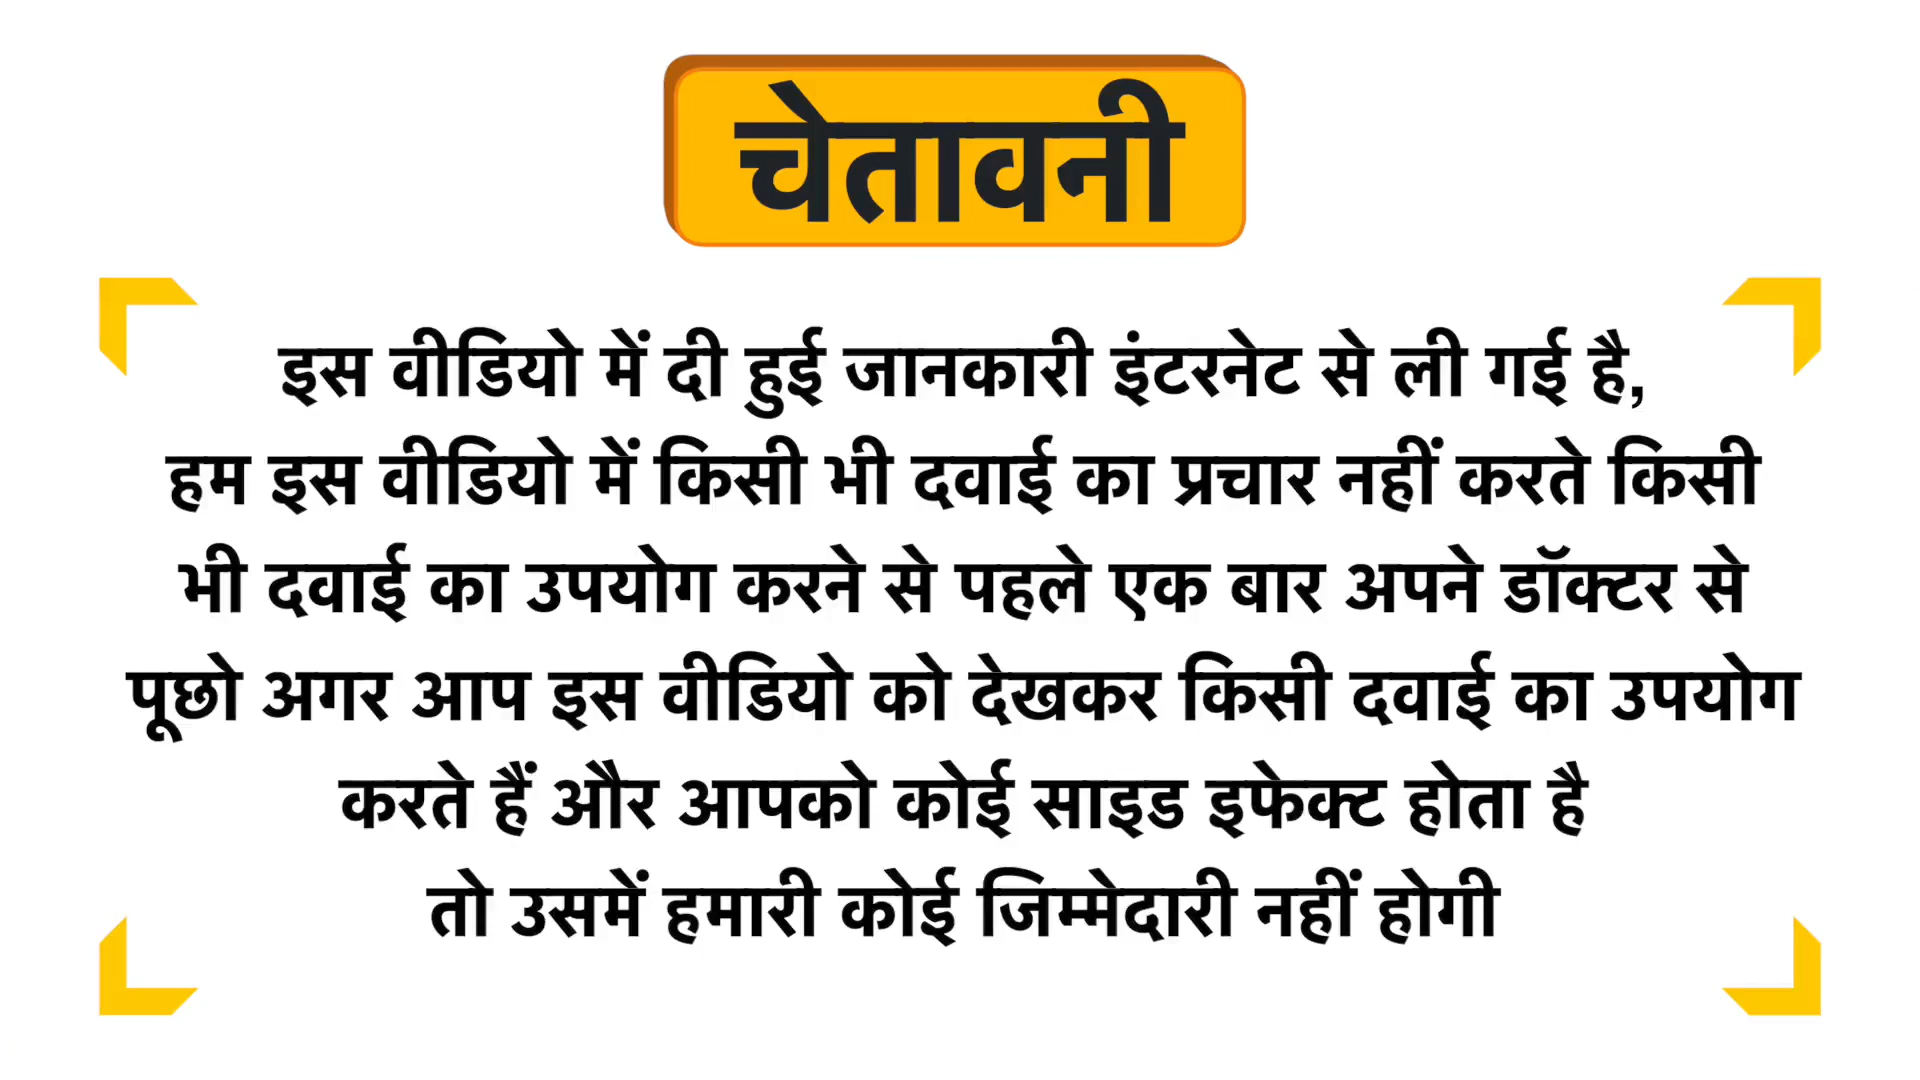 चेतावनी
इस वीडियो में दी हुई जानकारी इंटरनेट से ली गई है,
हम इस वीडियो में किसी भी दवाई का प्रचार नहीं करते किसी
भी दवाई का उपयोग करने से पहले एक बार अपने डॉक्टर से
पूछो अगर आप इस वीडियो को देखकर किसी दवाई का उपयोग
करते हैं और आपको कोई साइड इफेक्ट होता है
तो उसमें हमारी कोई जिम्मेदारी नहीं होगी